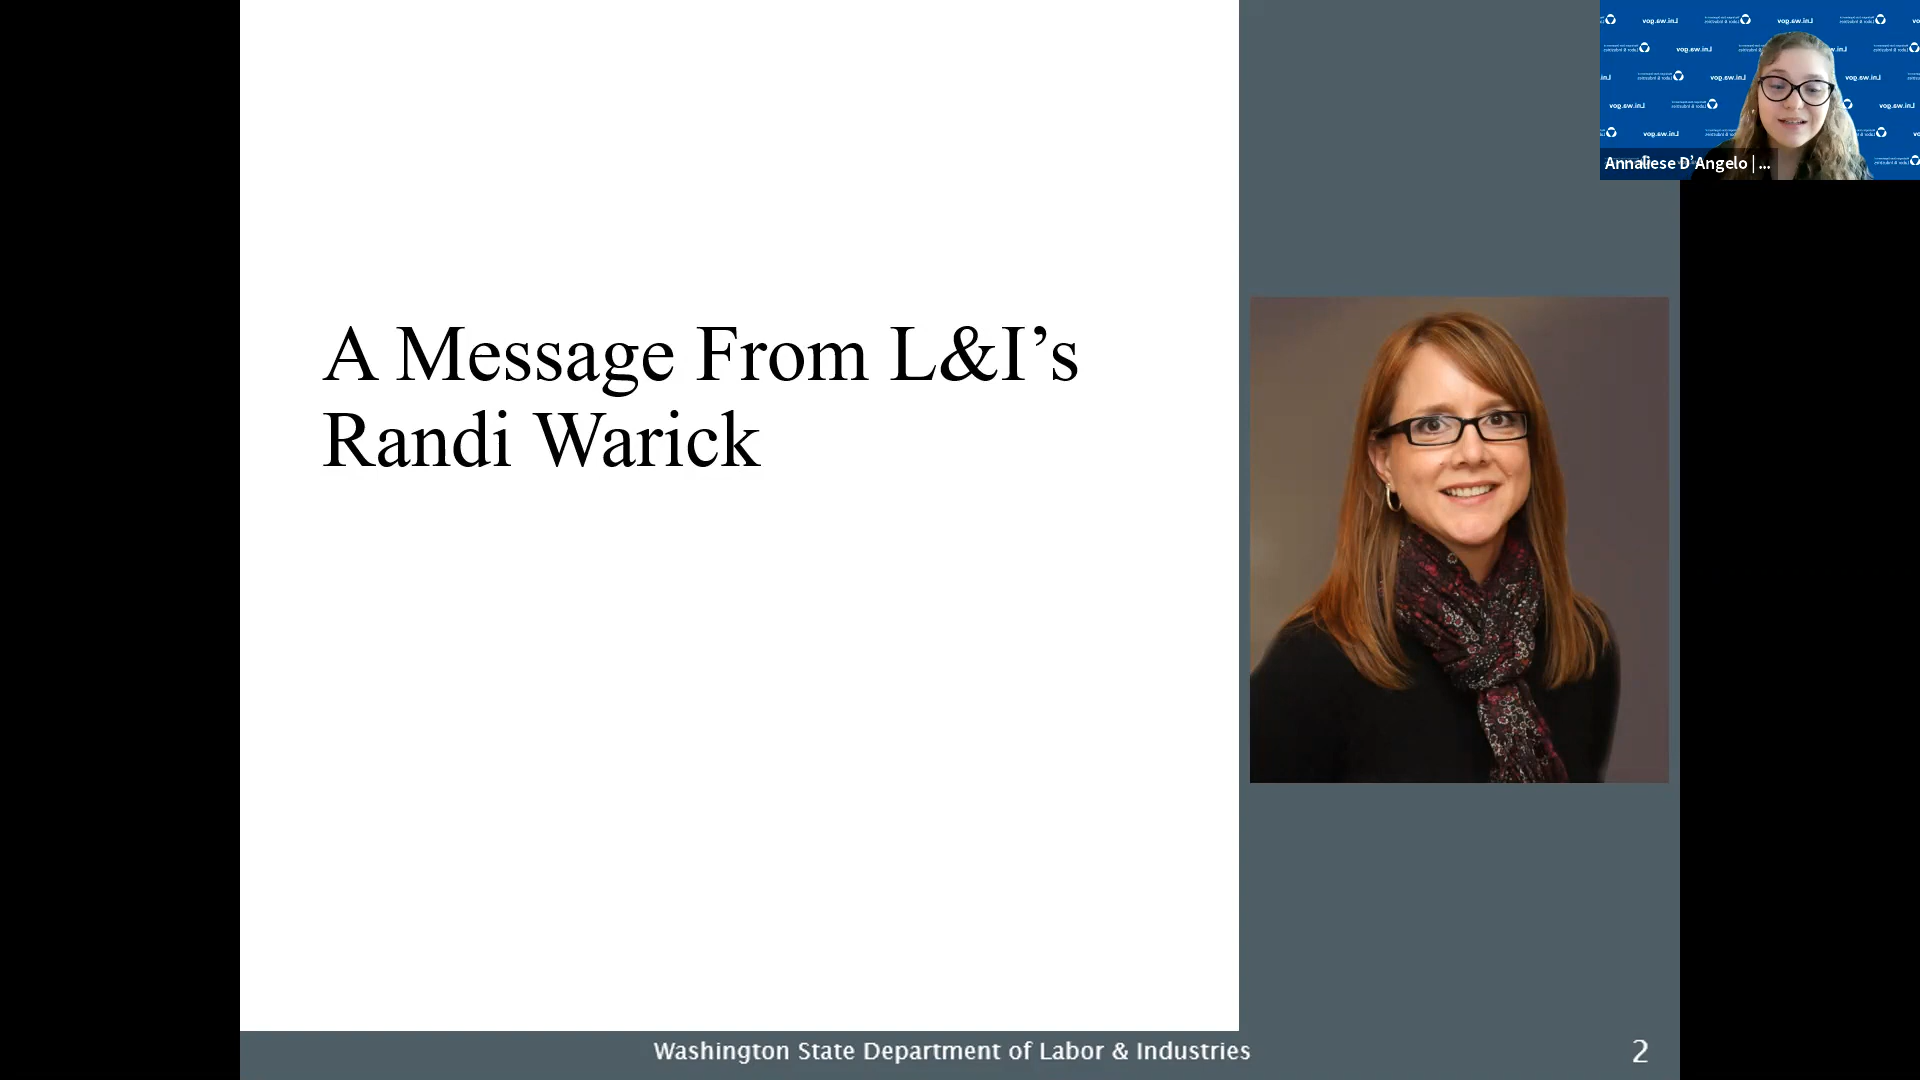 A Message From L&I’s
Randi Warick
Annaliese D’Angelo | ...
Washington State Department of Labor & Industries
2